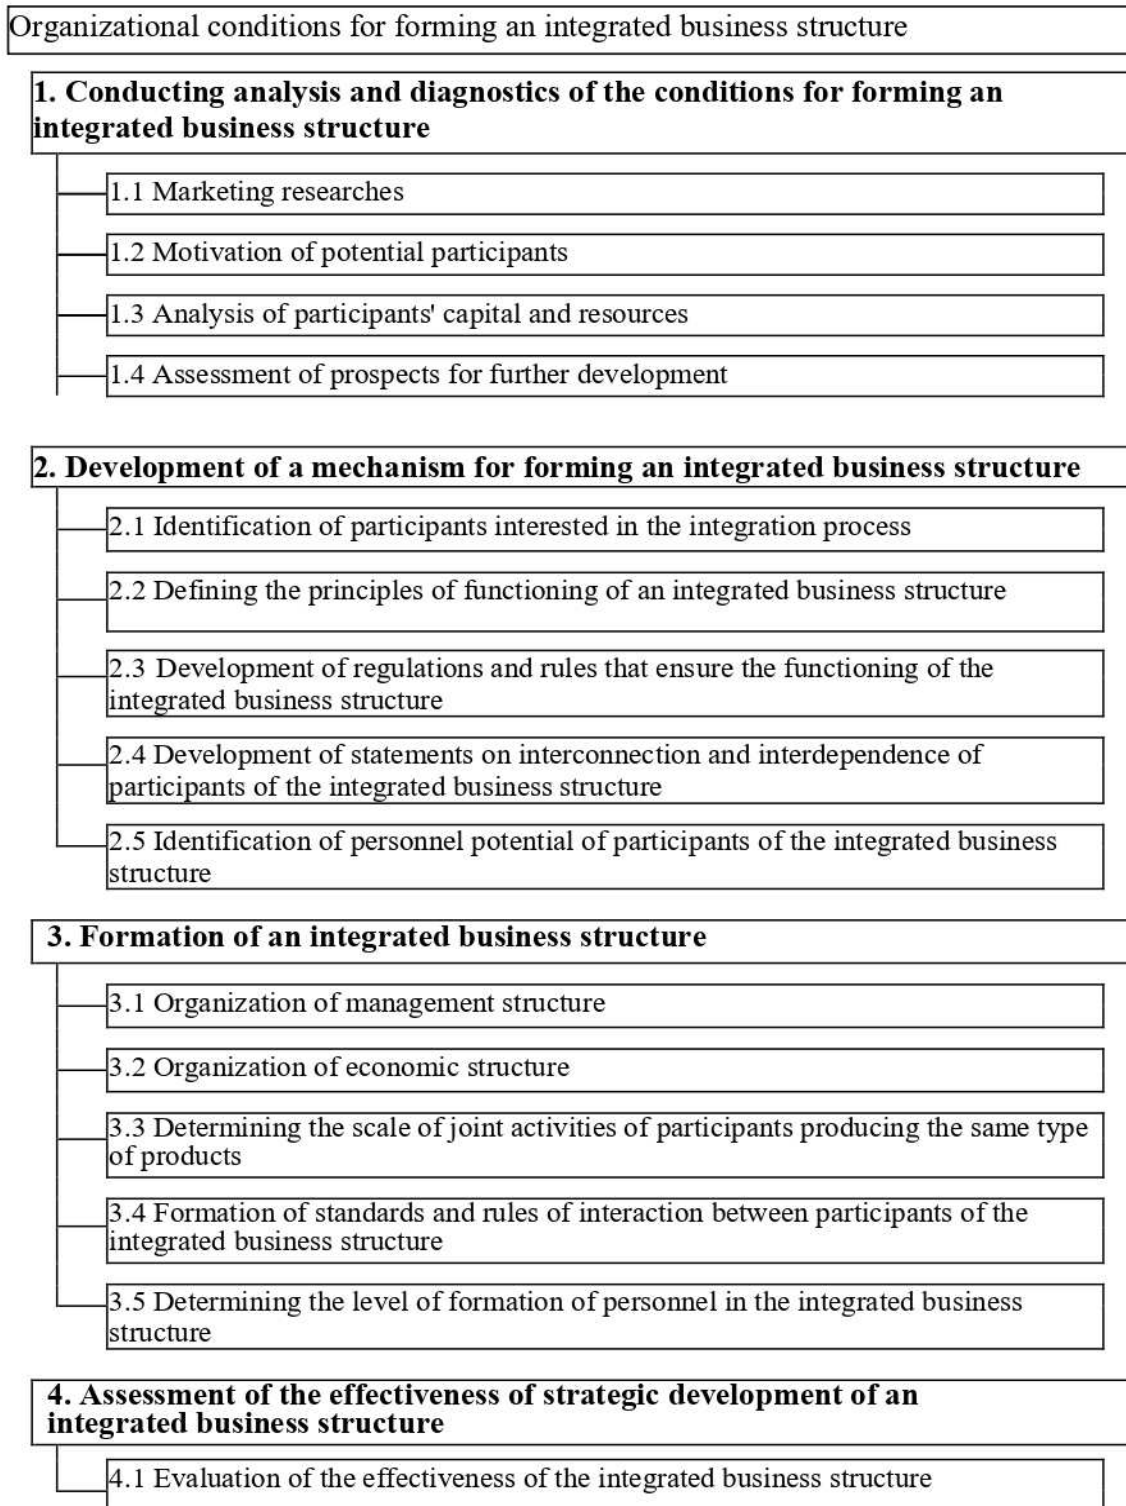 Organizational conditions for forming an integrated business structure
1. Conducting analysis and diagnostics of the conditions for forming an
integrated business structure
1.1 Marketing researches
1.2 Motivation of potential participants
1.3 Analysis of participants' capital and resources
1.4 Assessment of prospects for further development
2. Development of a mechanism for forming an integrated business structure
2.1 Identification of participants interested in the integration process
2.2 Defining the principles of functioning of an integrated business structure
2.3 Development of regulations and rules that ensure the functioning of the
integrated business structure
2.4 Development of statements on interconnection and interdependence of
participants of the integrated business structure
2.5 Identification of personnel potential of participants of the integrated business
structure
3. Formation of an integrated business structure
3.1 Organization of management structure
3.2 Organization of economic structure
3.3 Determining the scale of joint activities of participants producing the same type
of products
3.4 Formation of standards and rules of interaction between participants of the
integrated business structure
3.5 Determining the level of formation of personnel in the integrated business
structure
4. Assessment of the effectiveness of strategic development of an
integrated business structure
4.1 Evaluation of the effectiveness of the integrated business structure